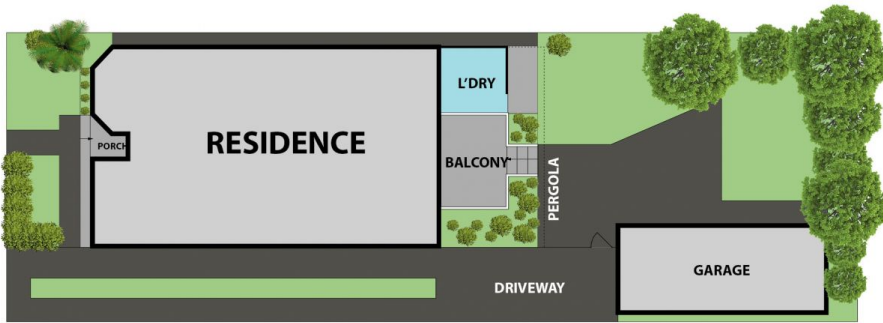 L'DRY
RESIDENCE
PORCH
BALCONY
PERGOLA
GARAGE
DRIVEWAY